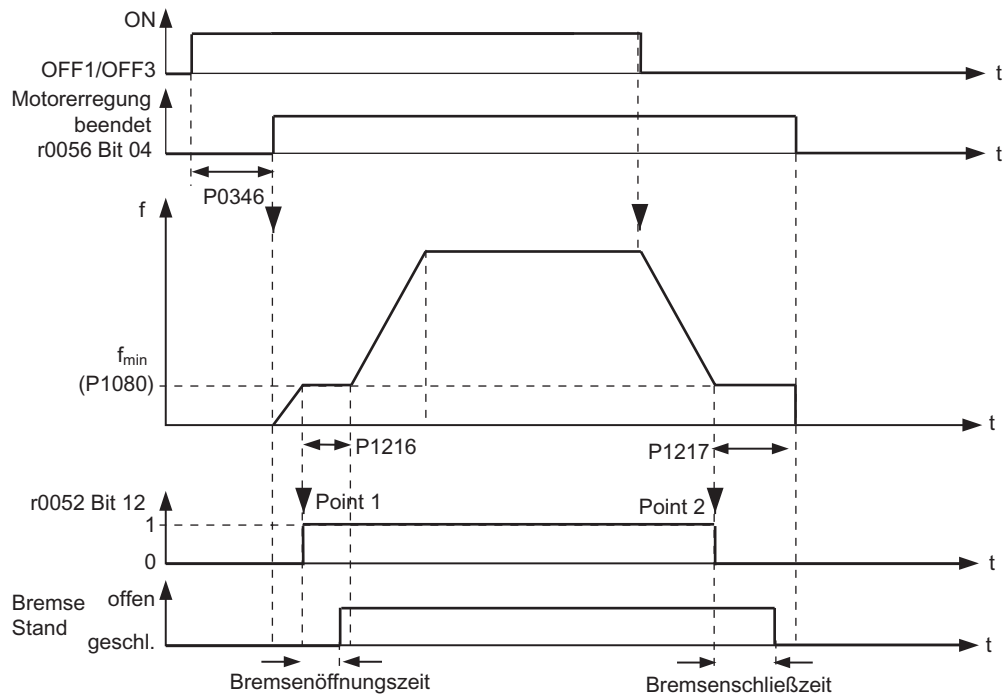 ON
OFF1/OFF3
t
Motorerregung
beendet
r0056 Bit 04
t
P0346
f
fmin
(P1080)
t
P1216
P1217
r0052 Bit 12
Point 1
Point 2
1
0
t
Bremse
Stand
offen
geschl.
t
Bremsenöffnungszeit
Bremsenschließzeit